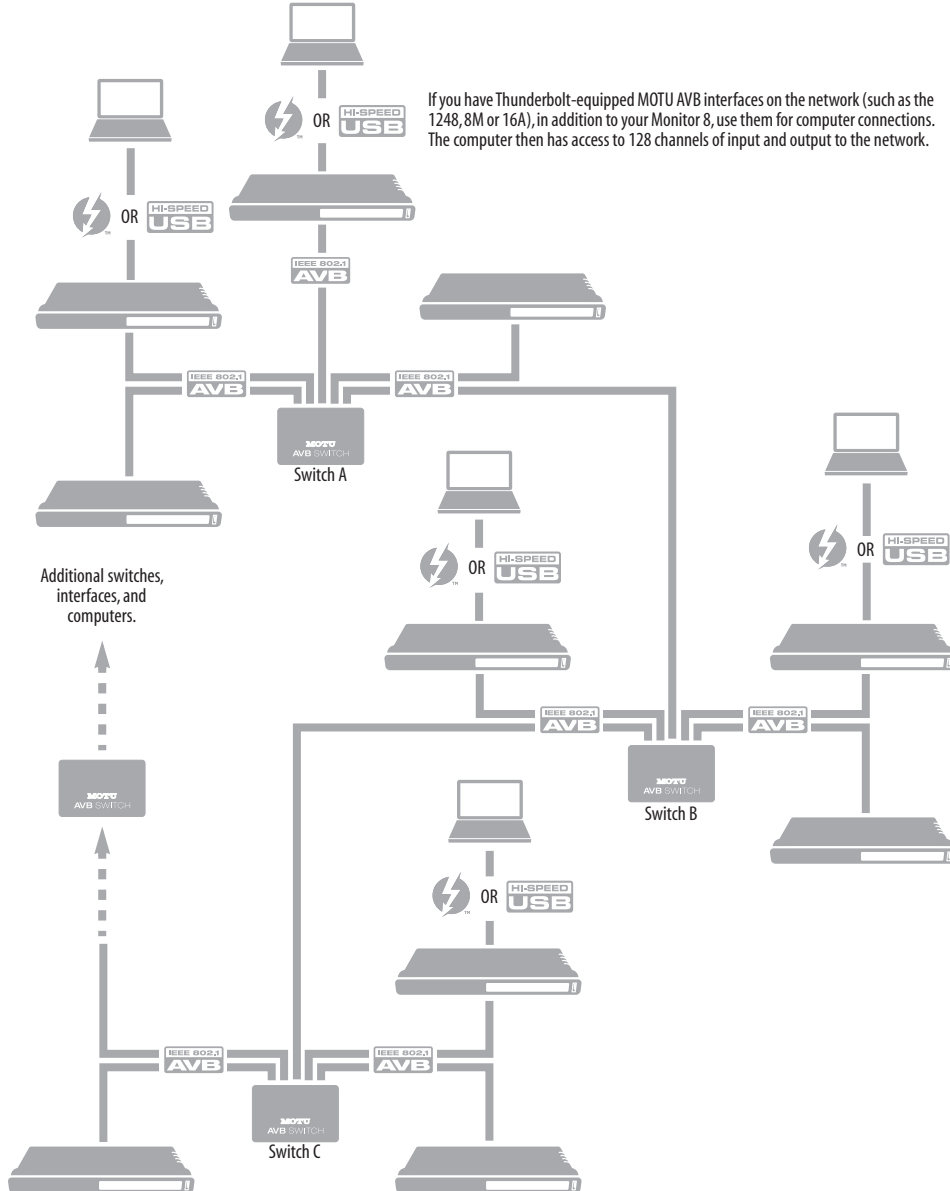 If you have Thunderbolt-equipped MOTU AVB interfaces on the network (such as the
1248, 8M or 16A), in addition to your Monitor 8, use them for computer connections.
The computer then has access to 128 channels of input and output to the network.
™ OR HI-SPEED
USB
™ OR HI-SPEED
USB
IEEE 802.1
AVB
IEEE 802.1
AVB
IEEE 802.1
AVB
MOTU
AVB SWITCH
Switch A
™ OR HI-SPEED
USB
™ OR HI-SPEED
USB
Additional switches,
interfaces, and
computers.
IEEE 802.1
AVB
IEEE 802.1
AVB
MOTU
AVB SWITCH
Switch B
MOTU
AVB SWITCH
™ OR HI-SPEED
USB
IEEE 802.1
AVB
IEEE 802.1
AVB
MOTU
AVB SWITCH
Switch C